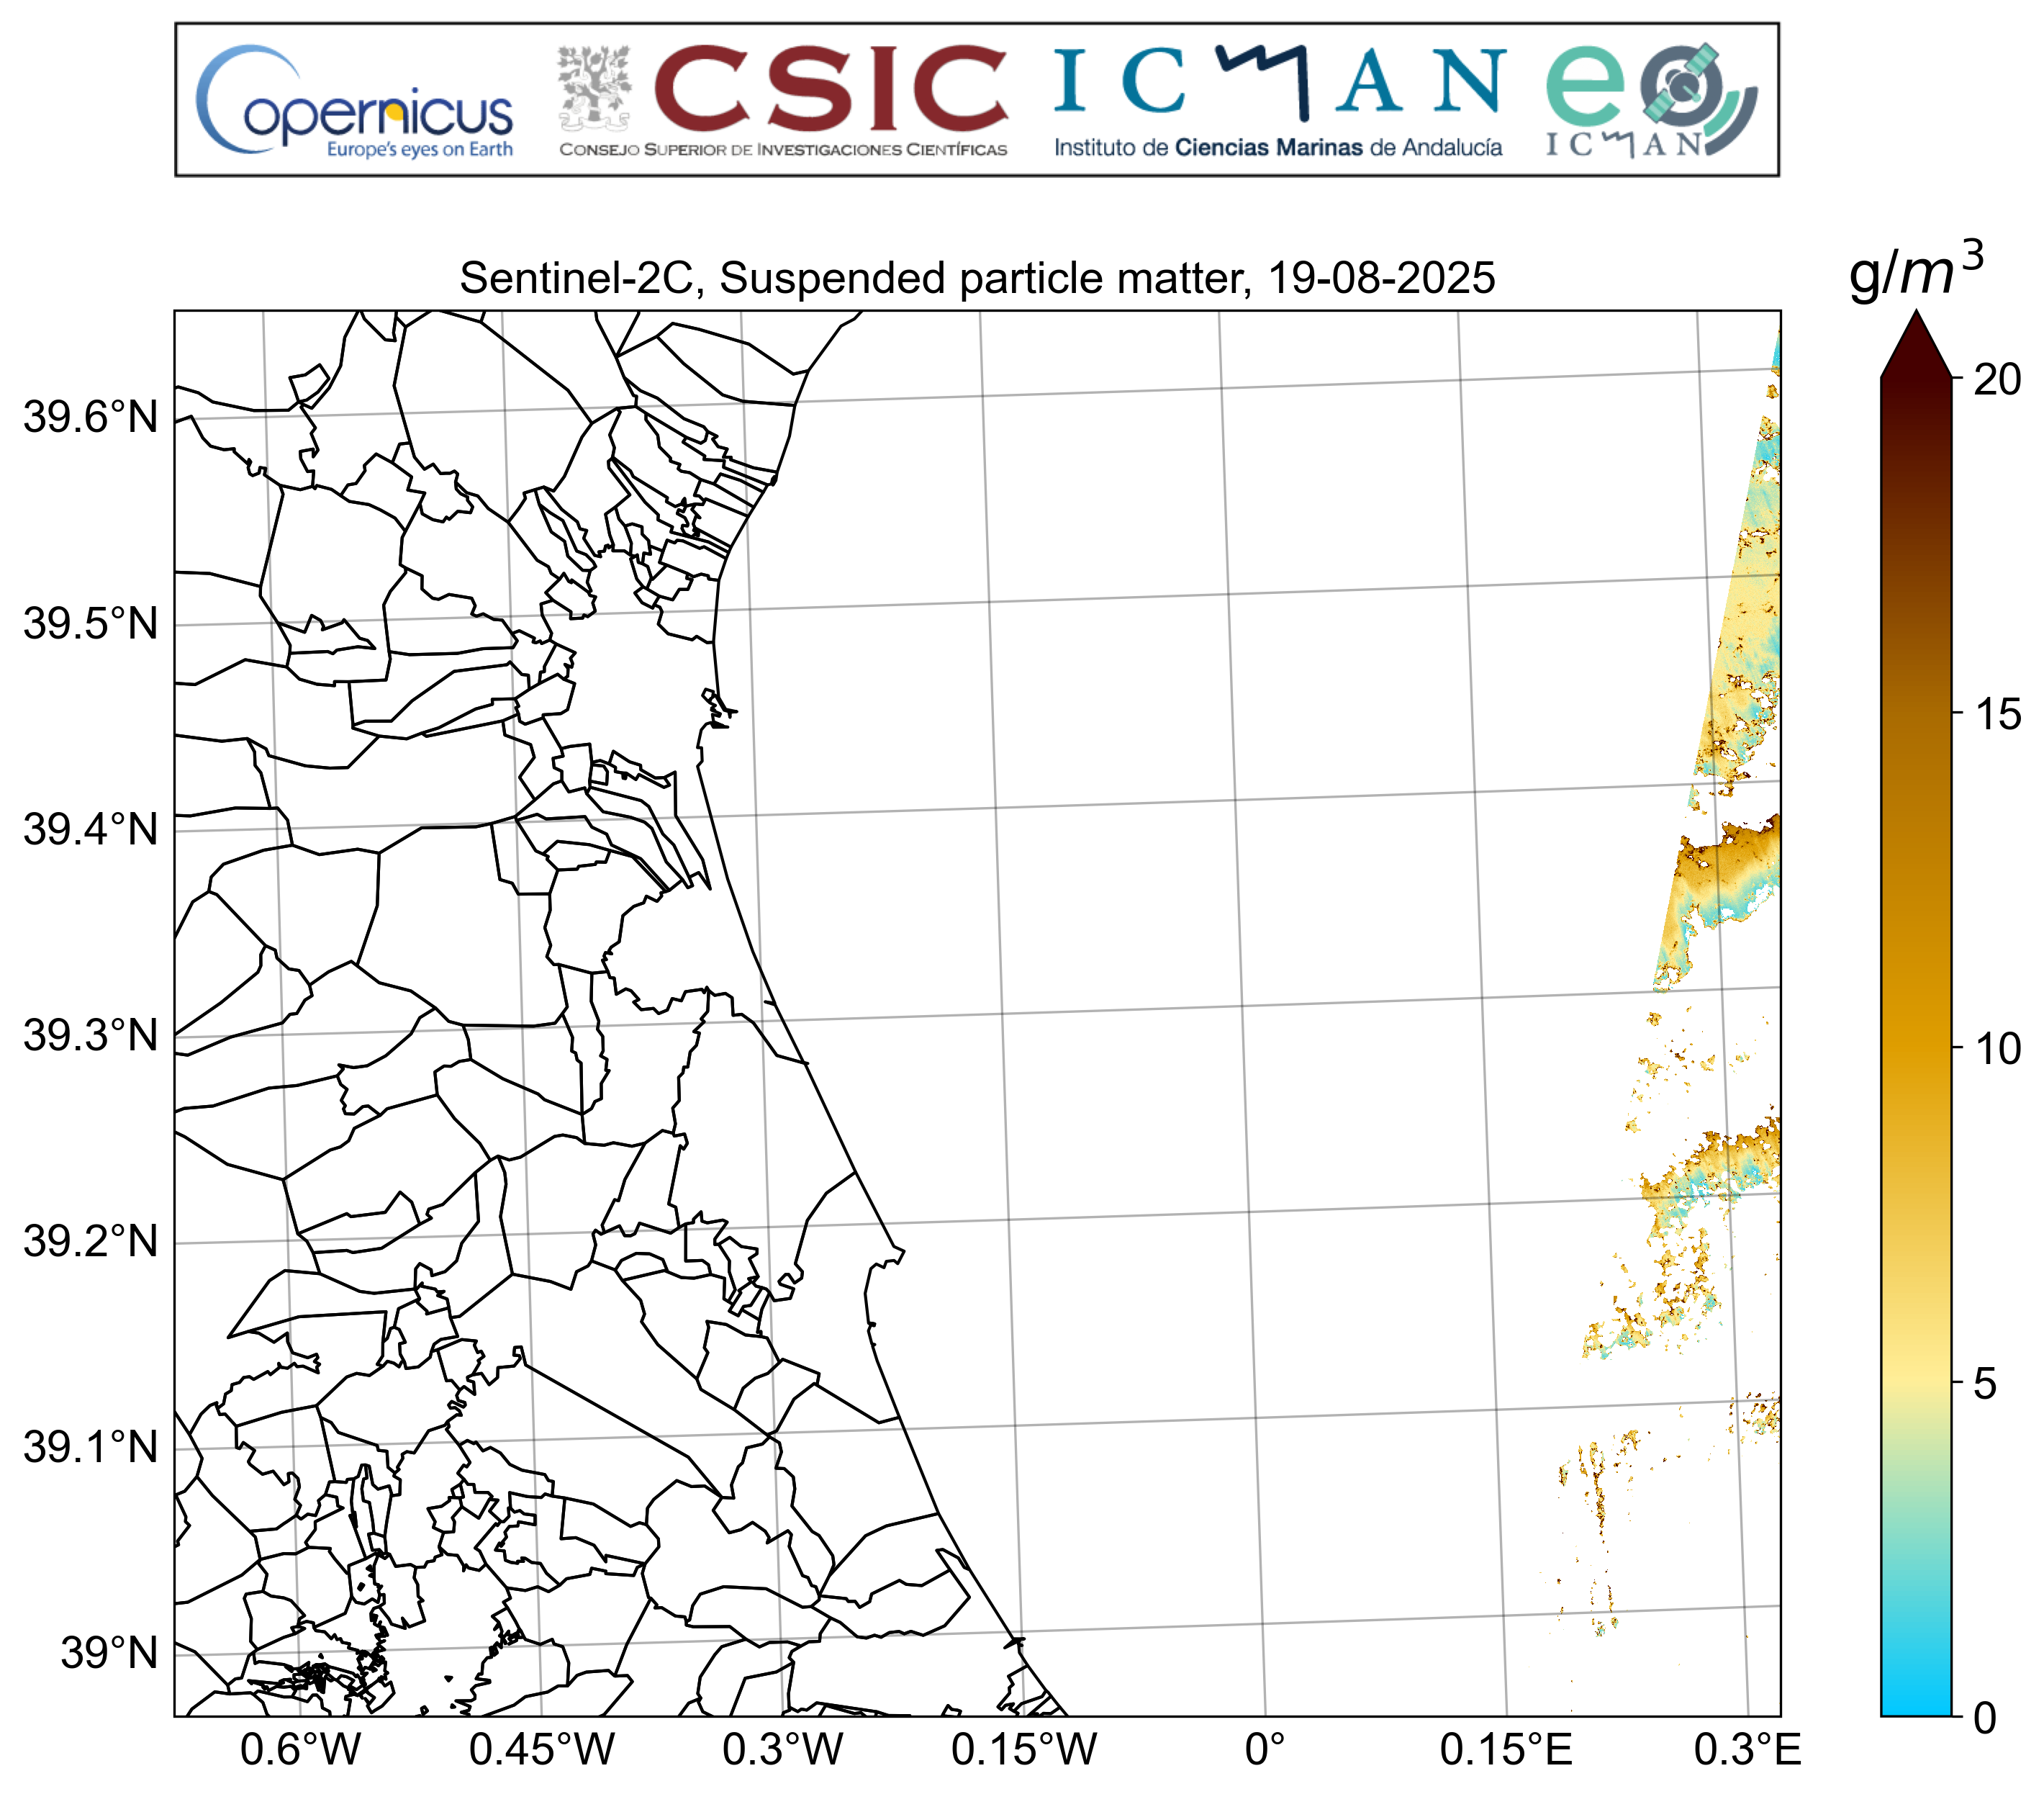 opernicus
Europe's eyes on Earth
CSIC
CONSEJO SUPERIOR DE INVESTIGACIONES CIENTÍFICAS
ICMAN
Instituto de Ciencias Marinas de Andalucía
eo
ICMAN
Sentinel-2C, Suspended particle matter, 19-08-2025
g/m³
39.6°N
39.5°N
39.4°N
39.3°N
39.2°N
39.1°N
39°N
0.6°W 0.45°W 0.3°W 0.15°W 0° 0.15°E 0.3°E
20
15
10
5
0